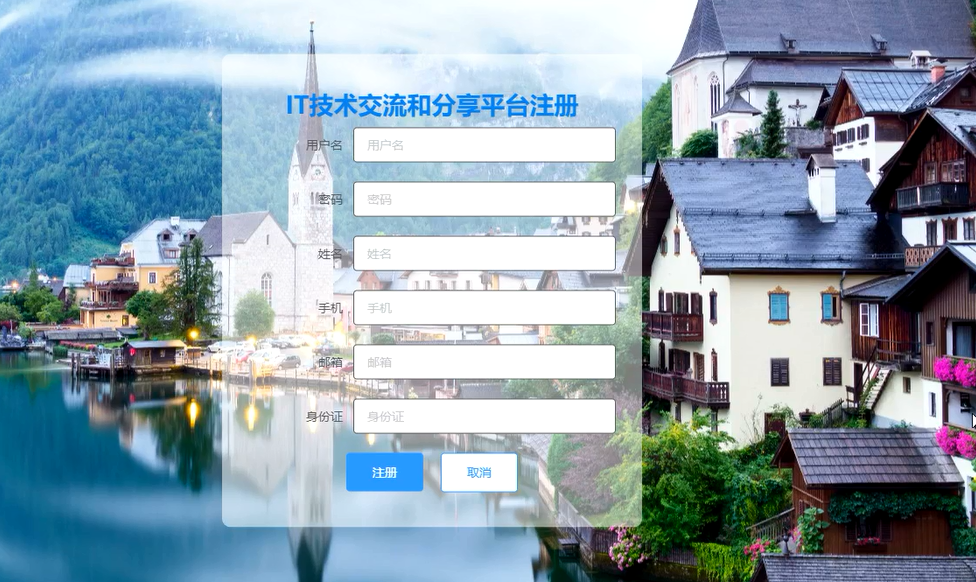 IT技术交流和分享平台注册
用户名 用户名
密码 密码
姓名 姓名
手机 手机
邮箱 邮箱
身份证 身份证
注册 取消